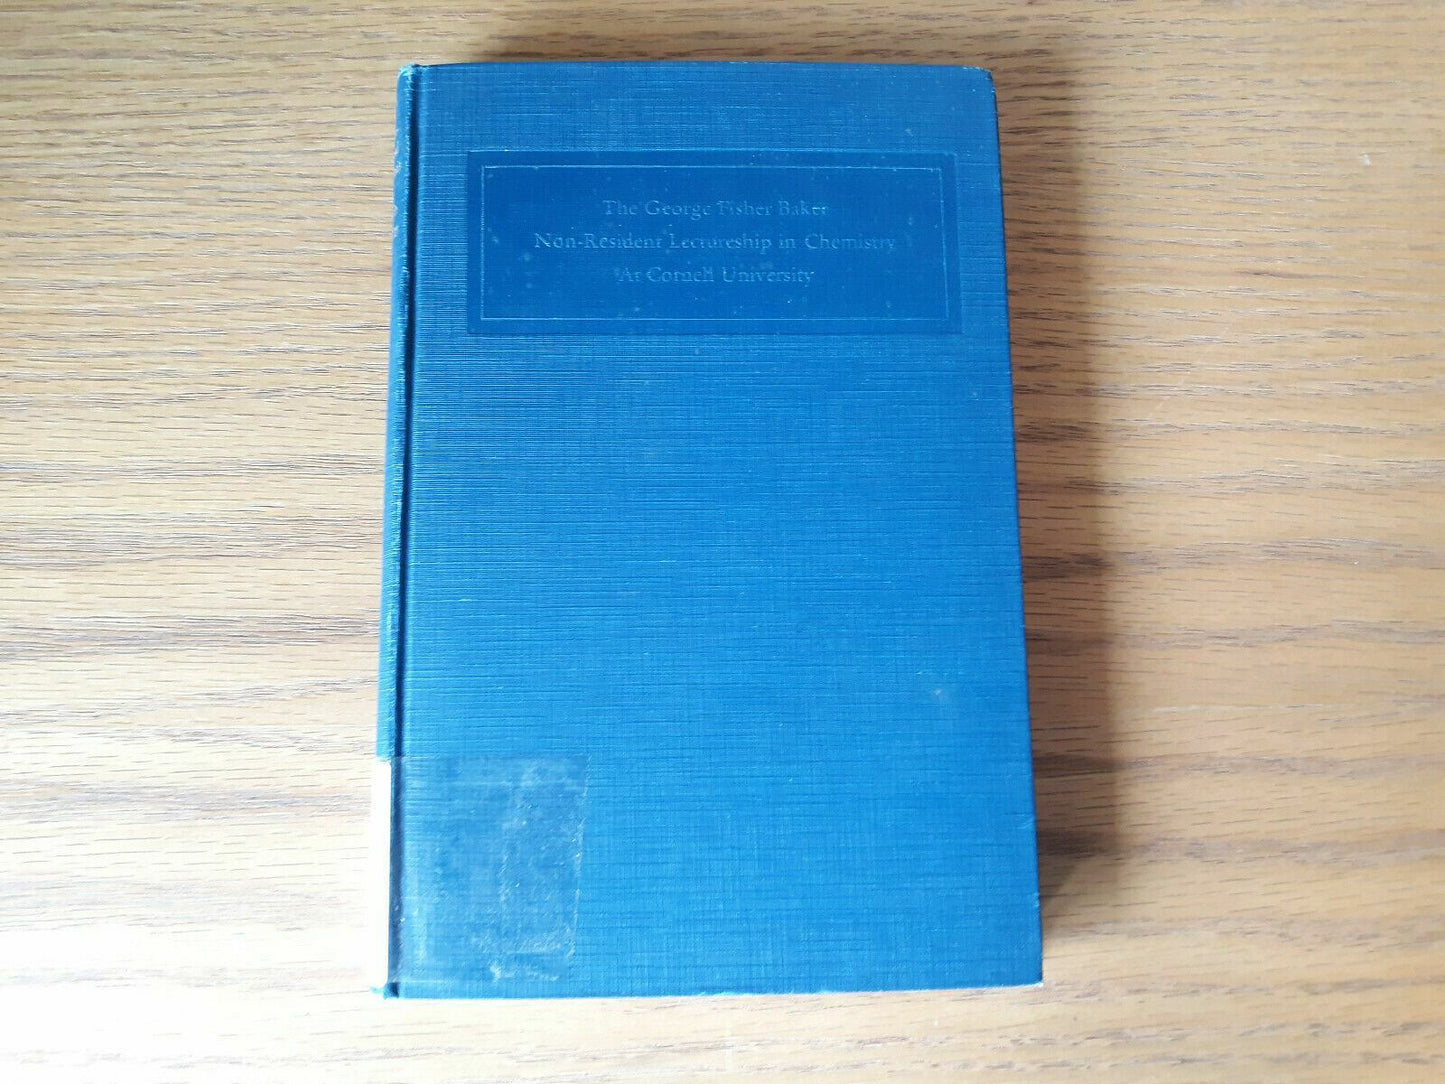 The George Fisher Baker
Non-Resident Lectureship in Chemistry
At Cornell University